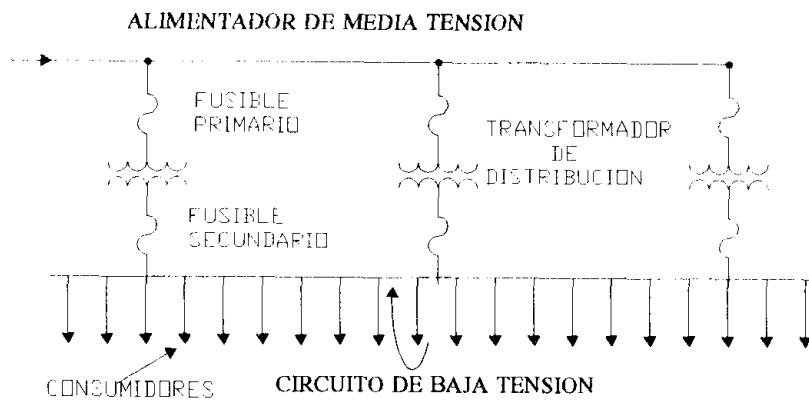 ALIMENTADOR DE MEDIA TENSION
FUSIBLE
PRIMARIO
TRANSFORMADOR
DE
DISTRIBUCION
FUSIBLE
SECUNDARIO
CONSUMIDORES
CIRCUITO DE BAJA TENSION